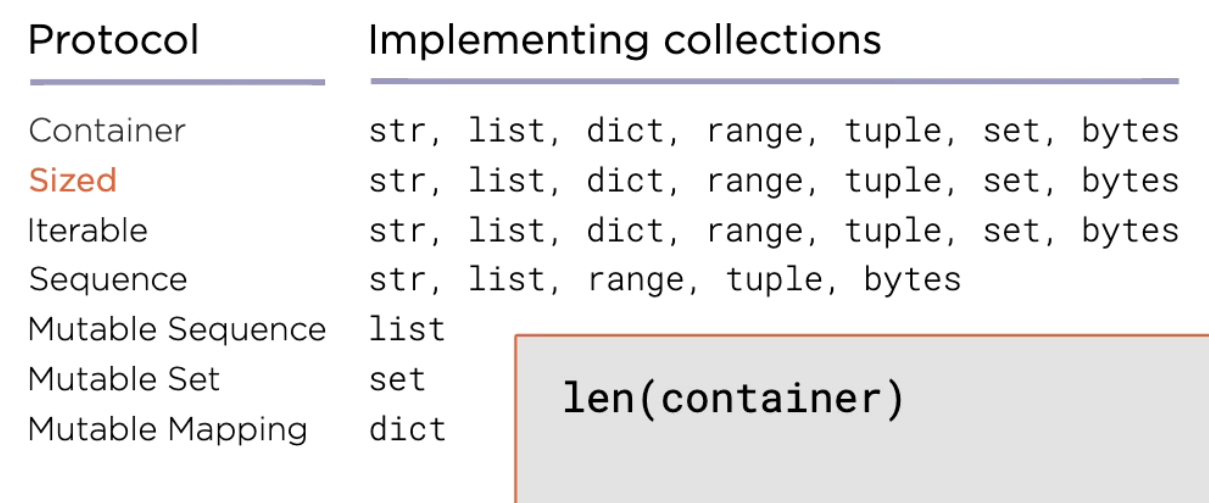 Protocol Implementing collections
Container str, list, dict, range, tuple, set, bytes
Sized str, list, dict, range, tuple, set, bytes
Iterable str, list, dict, range, tuple, set, bytes
Sequence str, list, range, tuple, bytes
Mutable Sequence list
Mutable Set set
Mutable Mapping dict
len(container)